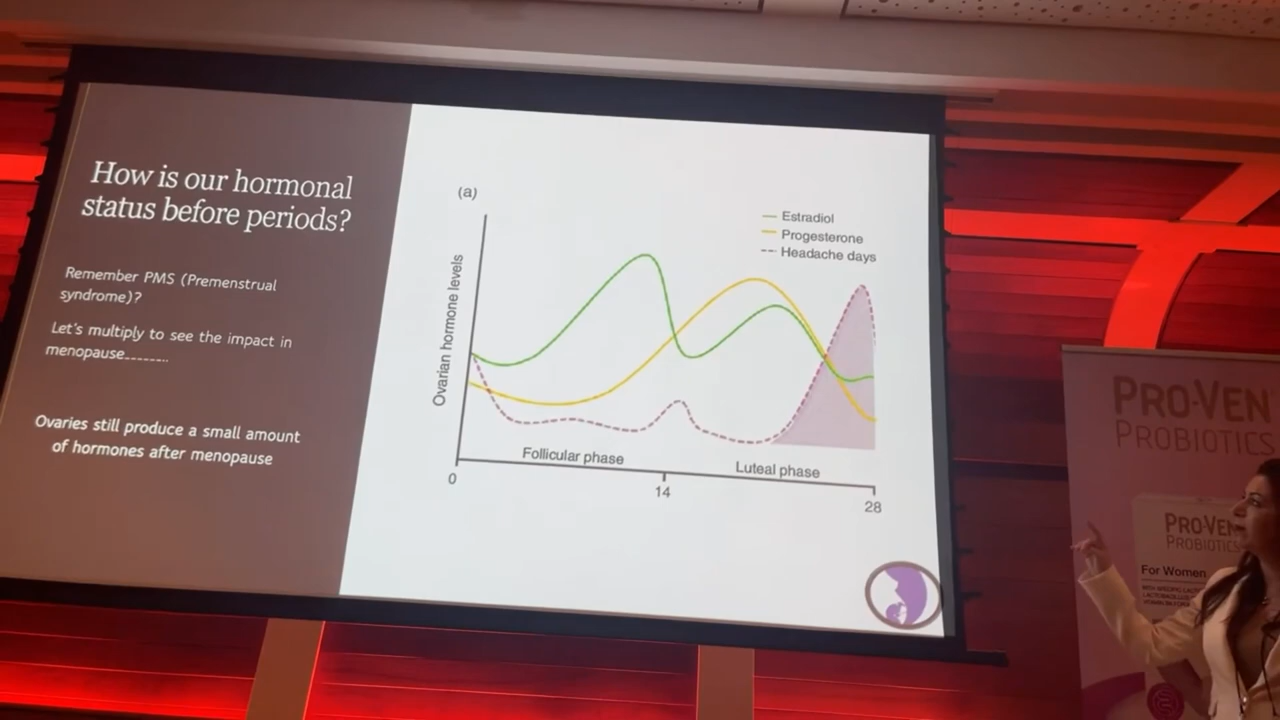 How is our hormonal
status before periods?
Remember PMS (Premenstrual
syndrome)?
Let's multiply to see the impact in
menopause........
Ovaries still produce a small amount
of hormones after menopause
(a)
Estradiol
Progesterone
Headache days
Ovarian hormone levels
Follicular phase
Luteal phase
0
14
28
PRO-VEN
PROBIOTICS
PRO-VEN
PROBIOTICS
For Women